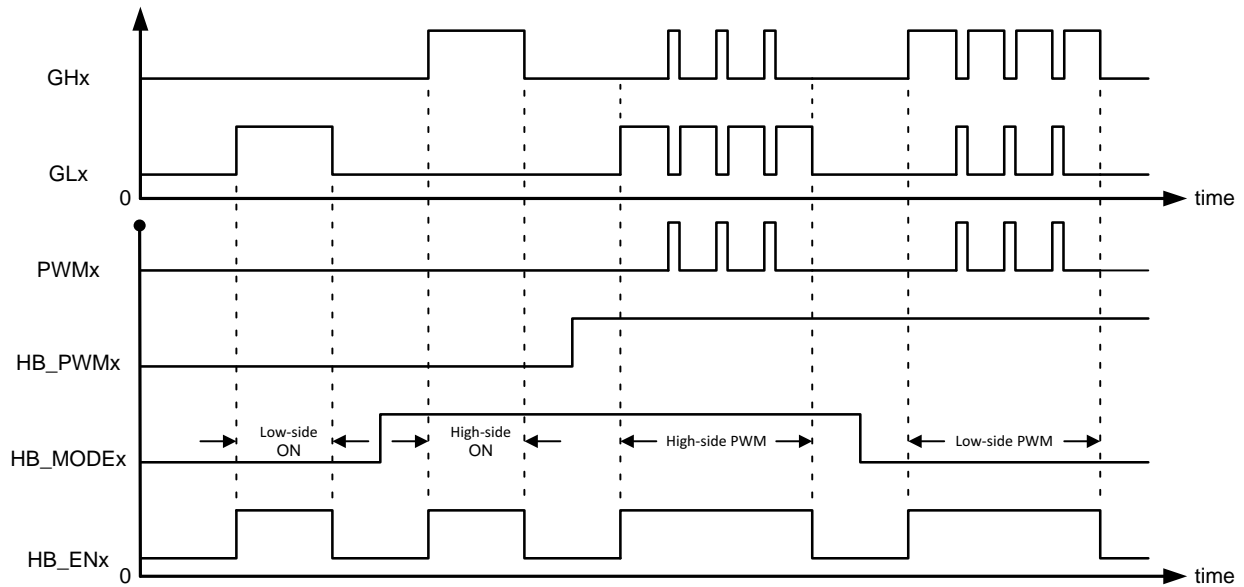 GHx
GLx
0
time
PWMx
HB_PWMx
HB_MODEx
Low-side
ON
High-side
ON
High-side PWM
Low-side PWM
HB_ENx
0
time